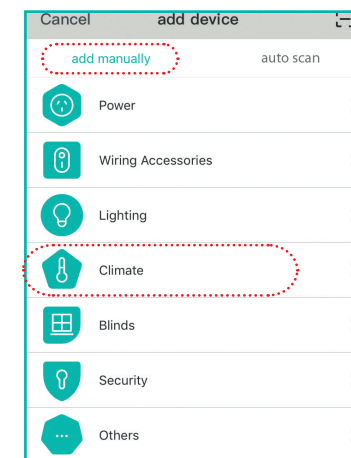 Cancel add device
add manually auto scan
Power
Wiring Accessories
Lighting
Climate
Blinds
Security
Others